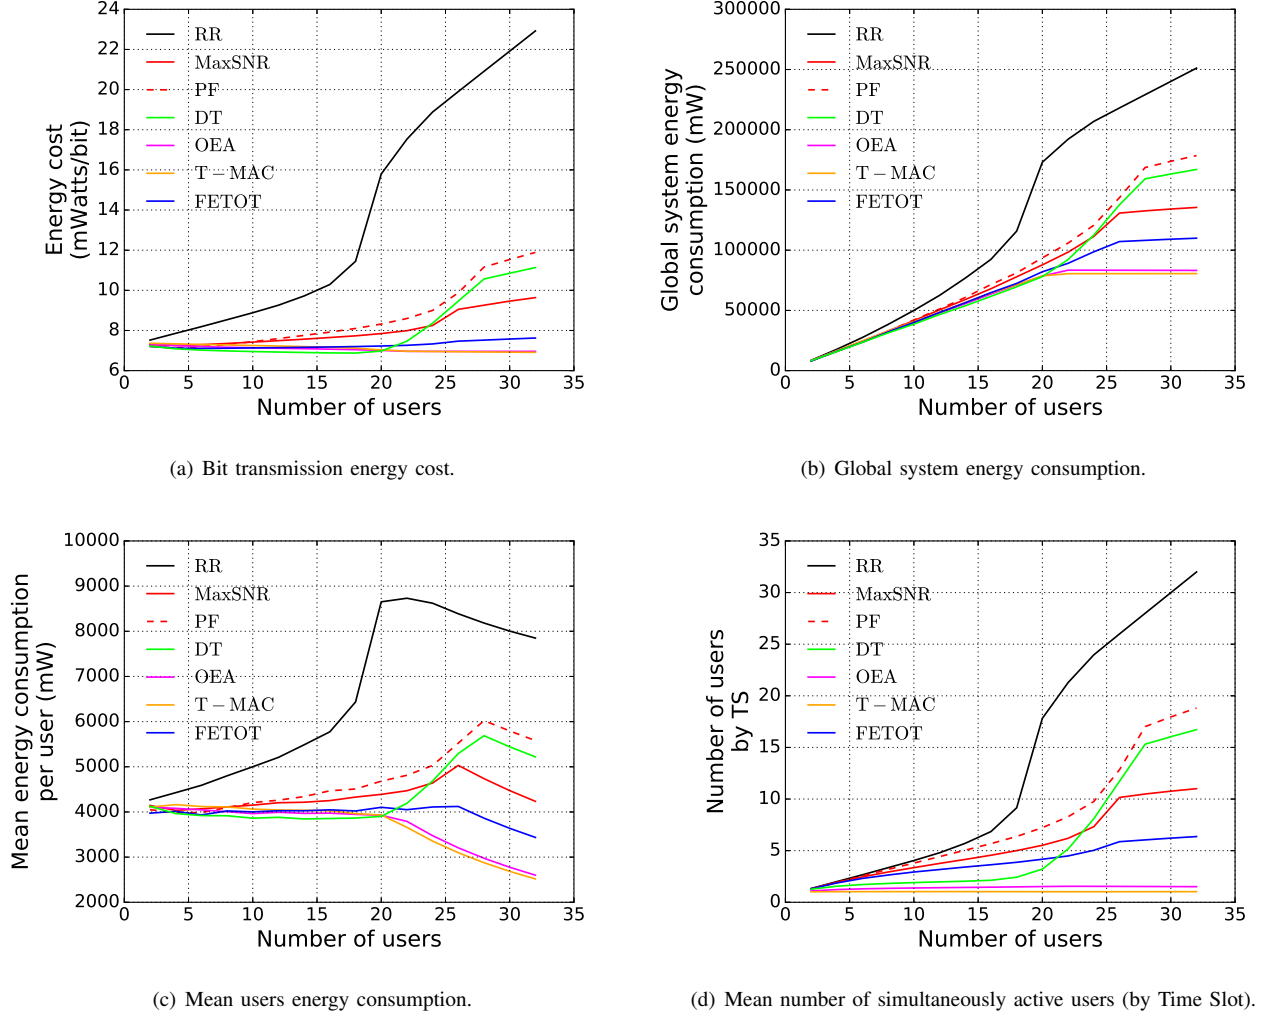 24
22
20
18
16
14
12
10
8
6
Energy cost
(mWatts/bit)
RR
MaxSNR
PF
DT
OEA
T − MAC
FETOT
0 5 10 15 20 25 30 35
Number of users
(a) Bit transmission energy cost.
300000
250000
200000
150000
100000
50000
0
Global system energy
consumption (mW)
RR
MaxSNR
PF
DT
OEA
T − MAC
FETOT
0 5 10 15 20 25 30 35
Number of users
(b) Global system energy consumption.
10000
9000
8000
7000
6000
5000
4000
3000
2000
Mean energy consumption
per user (mW)
RR
MaxSNR
PF
DT
OEA
T − MAC
FETOT
0 5 10 15 20 25 30 35
Number of users
(c) Mean users energy consumption.
35
30
25
20
15
10
5
0
Number of users
by TS
RR
MaxSNR
PF
DT
OEA
T − MAC
FETOT
0 5 10 15 20 25 30 35
Number of users
(d) Mean number of simultaneously active users (by Time Slot).